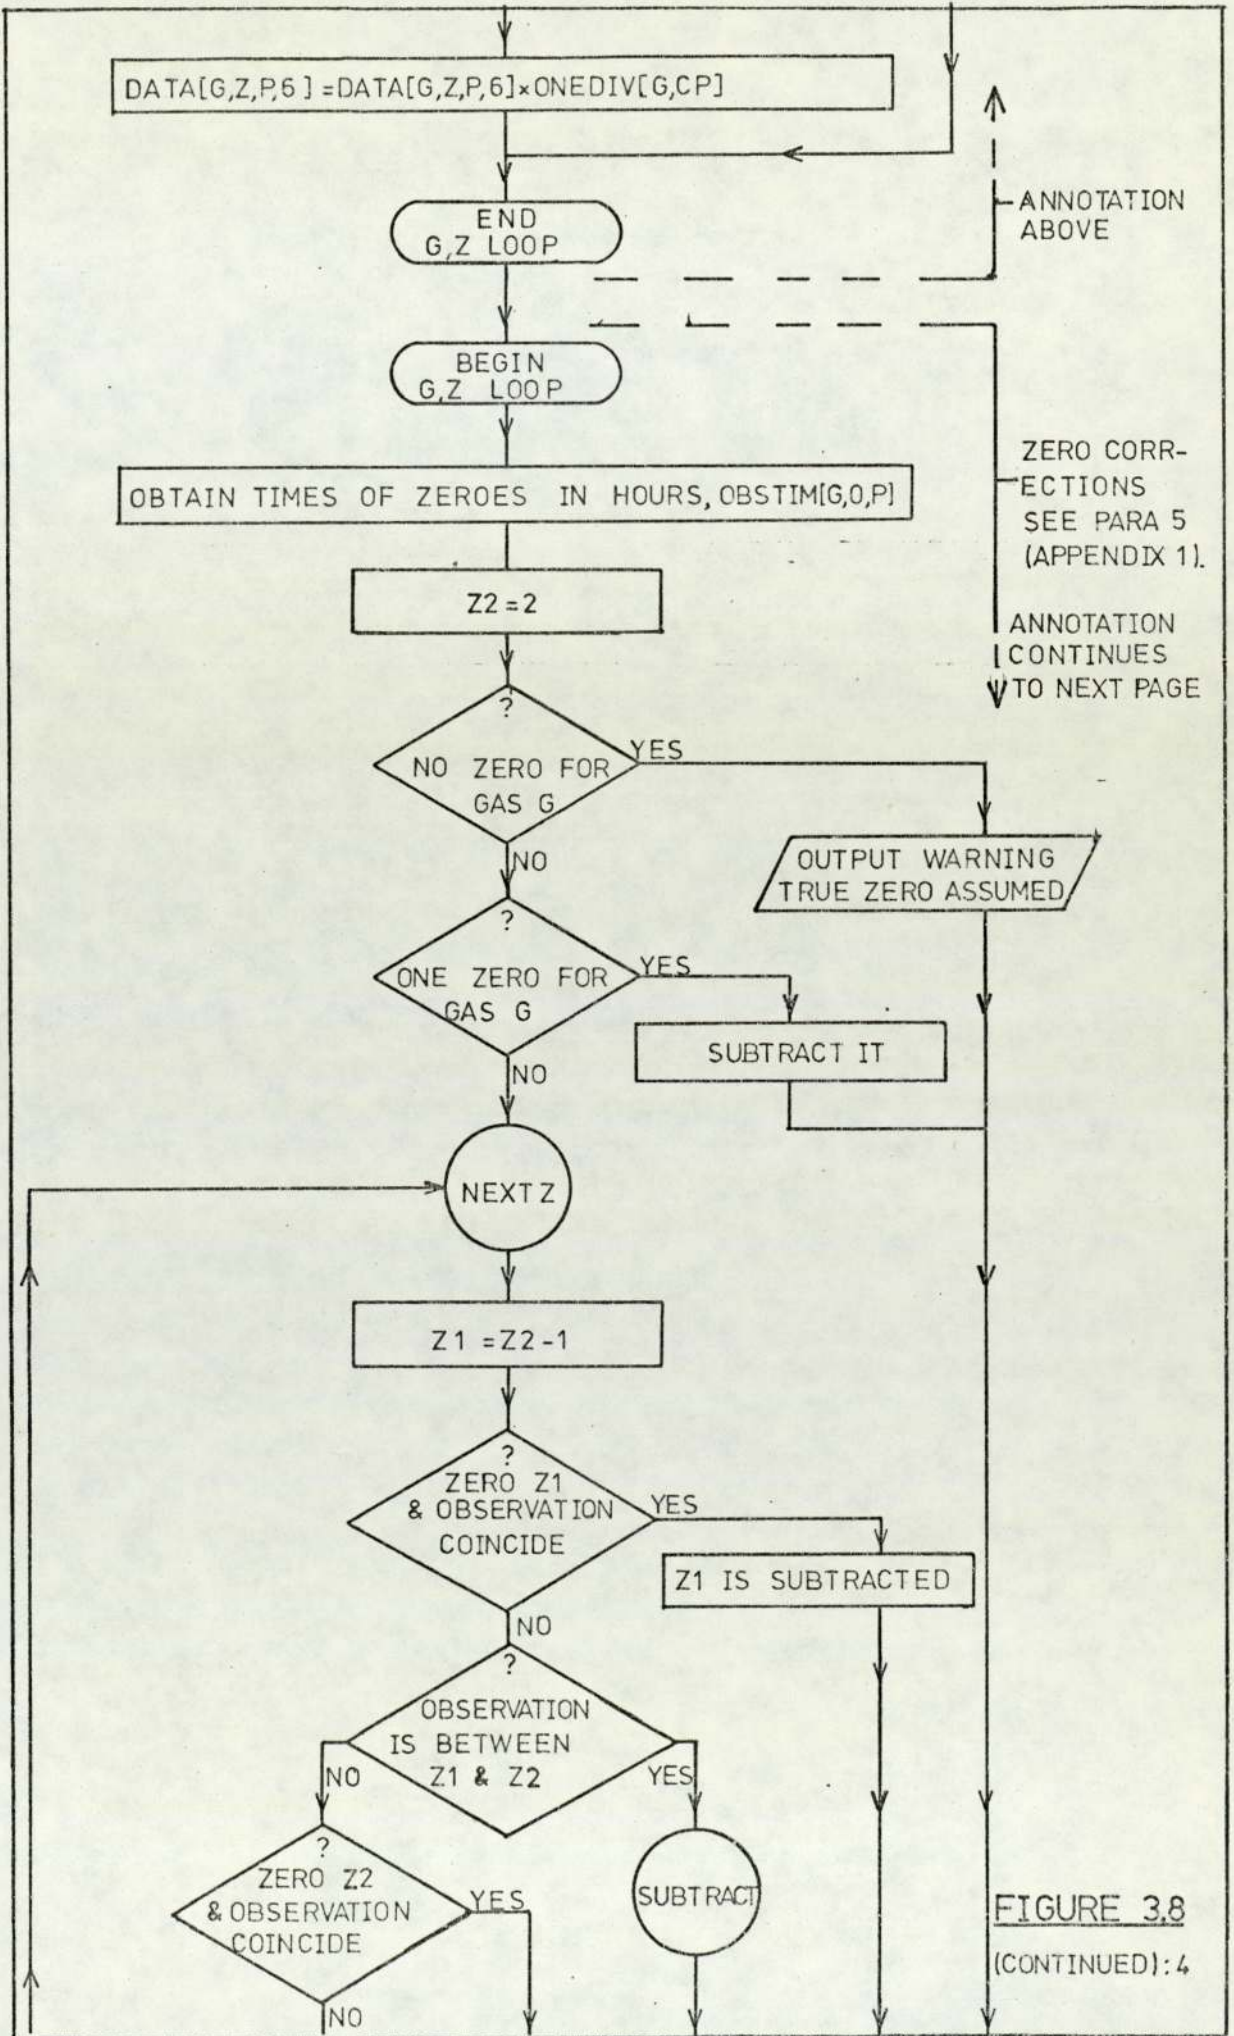 DATA[G,Z,P,6] =DATA[G,Z,P,6]×ONEDIV[G,CP]
ANNOTATION
ABOVE
END
G,Z LOOP
BEGIN
G,Z LOOP
ZERO CORR-
ECTIONS
SEE PARA 5
(APPENDIX 1).
OBTAIN TIMES OF ZEROES IN HOURS, OBSTIM[G,O,P]
Z2=2
ANNOTATION
CONTINUES
TO NEXT PAGE
?
NO ZERO FOR
GAS G
YES
NO
OUTPUT WARNING
TRUE ZERO ASSUMED
?
ONE ZERO FOR
GAS G
YES
NO
SUBTRACT IT
NEXT Z
Z1 =Z2-1
?
ZERO Z1
& OBSERVATION
COINCIDE
YES
NO
Z1 IS SUBTRACTED
?
OBSERVATION
IS BETWEEN
Z1 & Z2
NO
YES
?
ZERO Z2
& OBSERVATION
COINCIDE
YES
NO
SUBTRACT
FIGURE 3.8
(CONTINUED):4